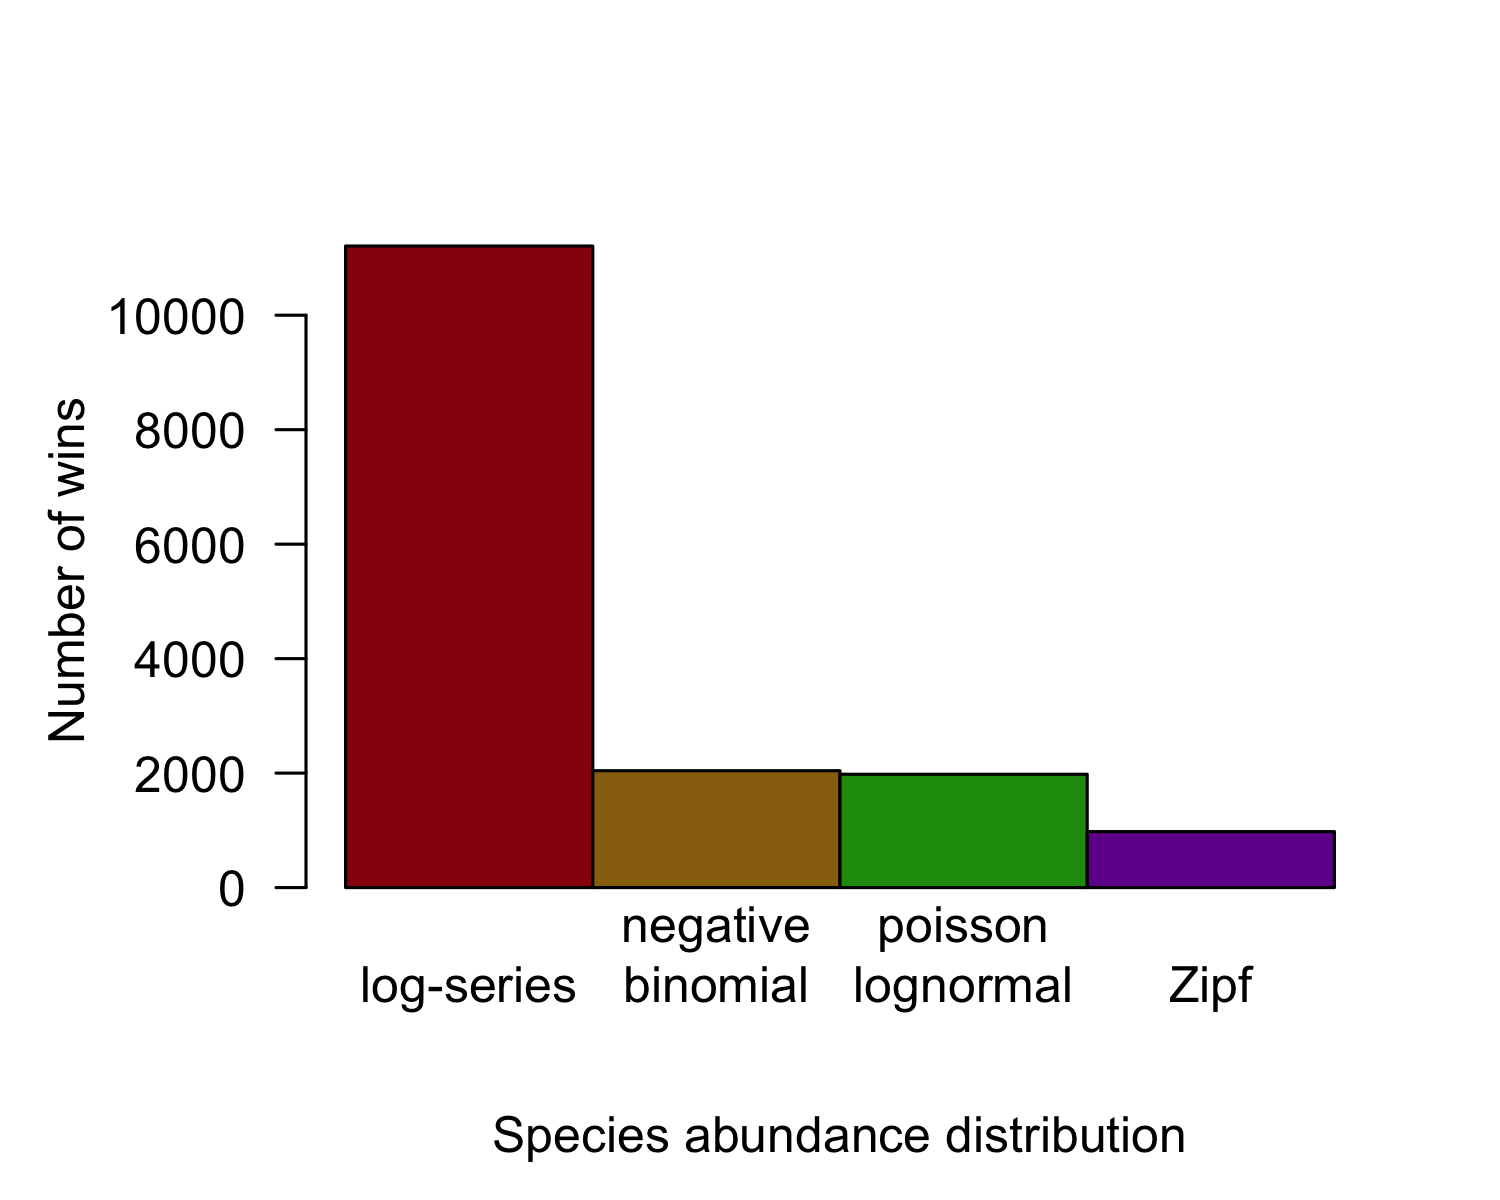 10000
8000
6000
4000
2000
0
Number of wins
negative
binomial
poisson
lognormal
log-series
Zipf
Species abundance distribution